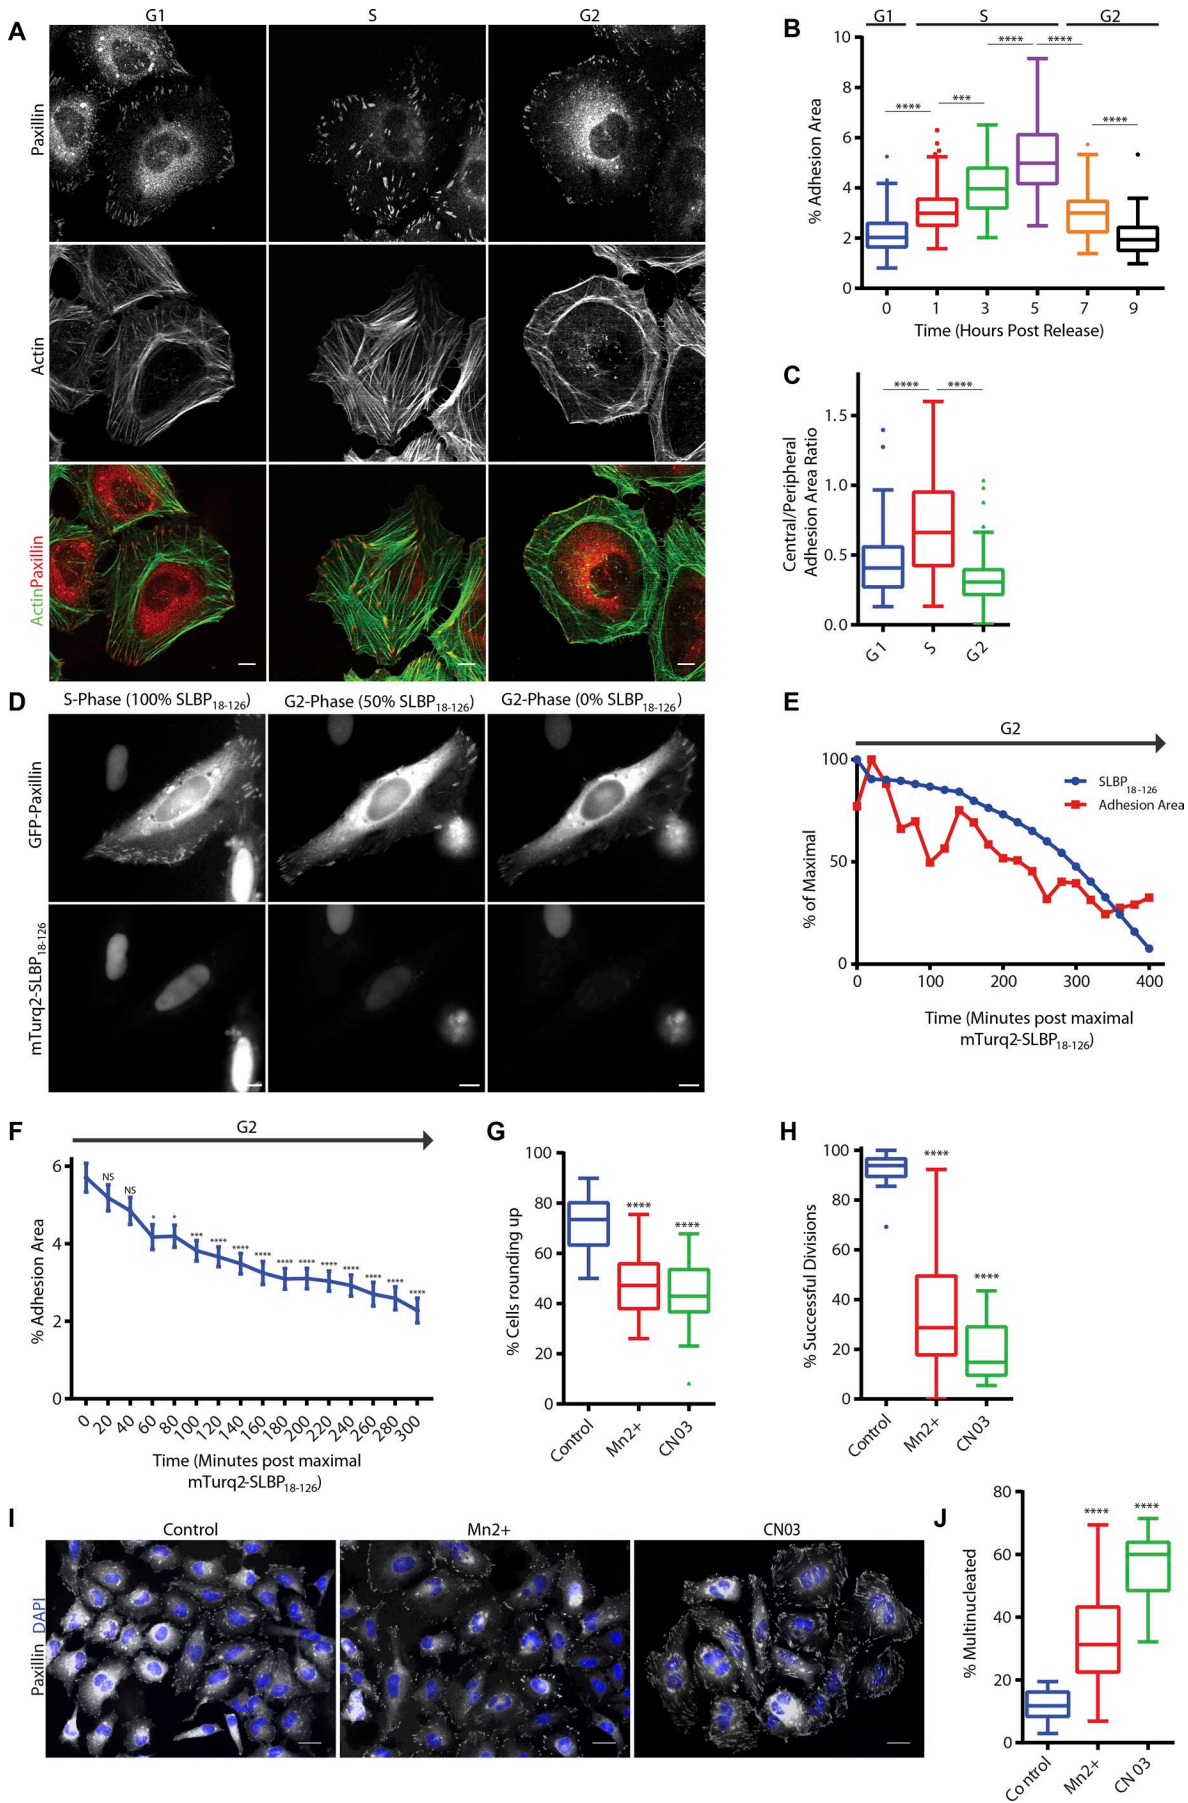 A
G1 S G2
Paxillin
Actin
ActinPaxillin
B
G1 S G2
% Adhesion Area
10
8
6
4
2
0
**** *** **** **** ****
0 1 3 5 7 9
Time (Hours Post Release)
C
Central/Peripheral
Adhesion Area Ratio
1.5
1.0
0.5
0.0
**** ****
G1 S G2
D
S-Phase (100% SLBP18-126) G2-Phase (50% SLBP18-126) G2-Phase (0% SLBP18-126)
GFP-Paxillin
mTurq2-SLBP18-126
E
G2
% of Maximal
100
50
0
SLBP18-126
Adhesion Area
0 100 200 300 400
Time (Minutes post maximal
mTurq2-SLBP18-126)
F
G2
% Adhesion Area
6
4
2
0
NS NS * * *** **** **** **** **** **** **** **** **** **** ****
0 20 40 60 80 100 120 140 160 180 200 220 240 260 280 300
Time (Minutes post maximal
mTurq2-SLBP18-126)
G
% Cells rounding up
100
80
60
40
20
0
**** ****
Control Mn2+ CN03
H
% Successful Divisions
100
80
60
40
20
0
**** ****
Control Mn2+ CN03
I
Control Mn2+ CN03
Paxillin DAPI
J
% Multinucleated
80
60
40
20
0
**** ****
Control Mn2+ CN03